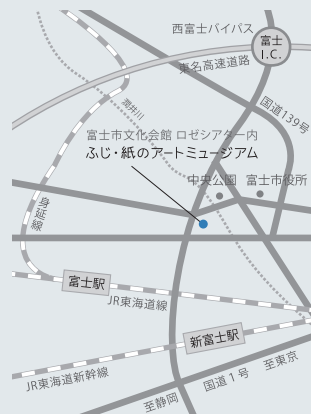 西富士バイパス
富士
I.C.
東名高速道路
国道139号
潤井川
富士市文化会館 ロゼシアター内
ふじ・紙のアートミュージアム
中央公園
富士市役所
身延線
富士駅
JR東海道線
新富士駅
JR東海道新幹線
国道1号
至東京
至静岡